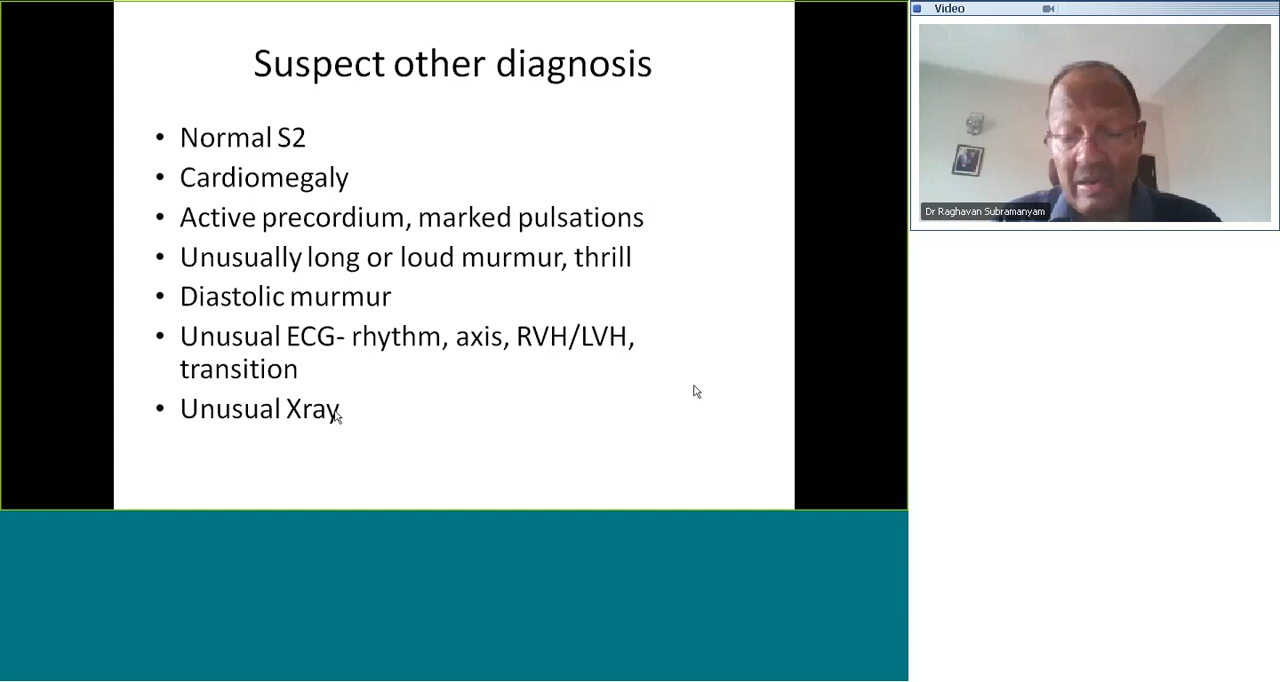 Suspect other diagnosis
• Normal S2
• Cardiomegaly
• Active precordium, marked pulsations
• Unusually long or loud murmur, thrill
• Diastolic murmur
• Unusual ECG- rhythm, axis, RVH/LVH,
transition
• Unusual Xray
Video
Dr Raghavan Subramanyam